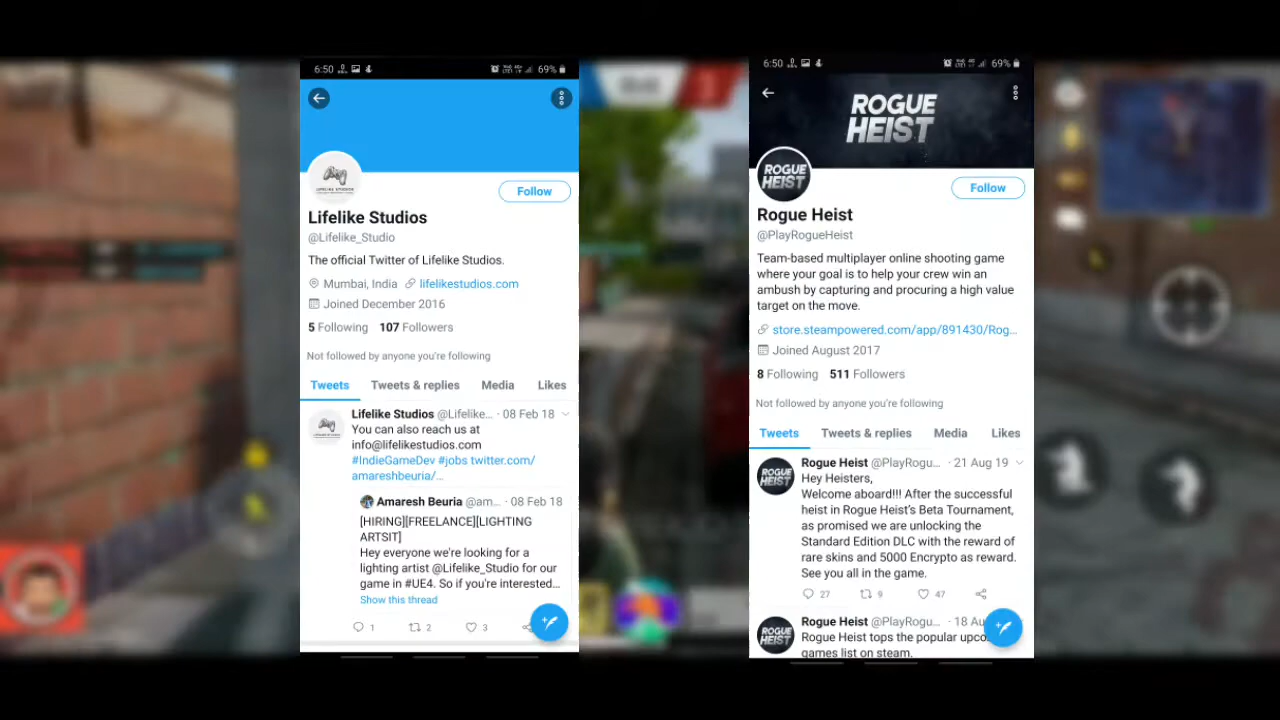 6:50
69%
LIFELIKE STUDIOS
Follow
Lifelike Studios
@Lifelike_Studio
The official Twitter of Lifelike Studios.
Mumbai, India lifelikestudios.com
Joined December 2016
5 Following 107 Followers
Not followed by anyone you're following
Tweets Tweets & replies Media Likes
Lifelike Studios @Lifelike... · 08 Feb 18
You can also reach us at
info@lifelikestudios.com
#IndieGameDev #jobs twitter.com/
amareshbeuria/...
Amaresh Beuria @am... · 08 Feb 18
[HIRING][FREELANCE][LIGHTING
ARTSIT]
Hey everyone we're looking for a
lighting artist @Lifelike_Studio for our
game in #UE4. So if you're interested...
Show this thread
1 2 3
6:50
69%
ROGUE
HEIST
ROGUE
HEIST
Follow
Rogue Heist
@PlayRogueHeist
Team-based multiplayer online shooting game
where your goal is to help your crew win an
ambush by capturing and procuring a high value
target on the move.
store.steampowered.com/app/891430/Rog...
Joined August 2017
8 Following 511 Followers
Not followed by anyone you're following
Tweets Tweets & replies Media Likes
ROGUE
HEIST
Rogue Heist @PlayRogu... · 21 Aug 19
Hey Heisters,
Welcome aboard!!! After the successful
heist in Rogue Heist's Beta Tournament,
as promised we are unlocking the
Standard Edition DLC with the reward of
rare skins and 5000 Encrypto as reward.
See you all in the game.
27 9 47
ROGUE
HEIST
Rogue Heist @PlayRogu... · 18 Au
Rogue Heist tops the popular upco
games list on steam.